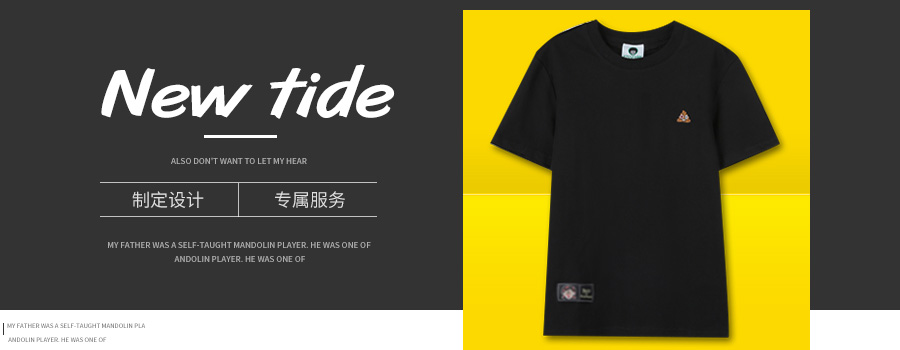 New tide
ALSO DON'T WANT TO LET MY HEAR
制定设计 专属服务
MY FATHER WAS A SELF-TAUGHT MANDOLIN PLAYER. HE WAS ONE OF
ANDOLIN PLAYER. HE WAS ONE OF
MY FATHER WAS A SELF-TAUGHT MANDOLIN PLA
ANDOLIN PLAYER. HE WAS ONE OF